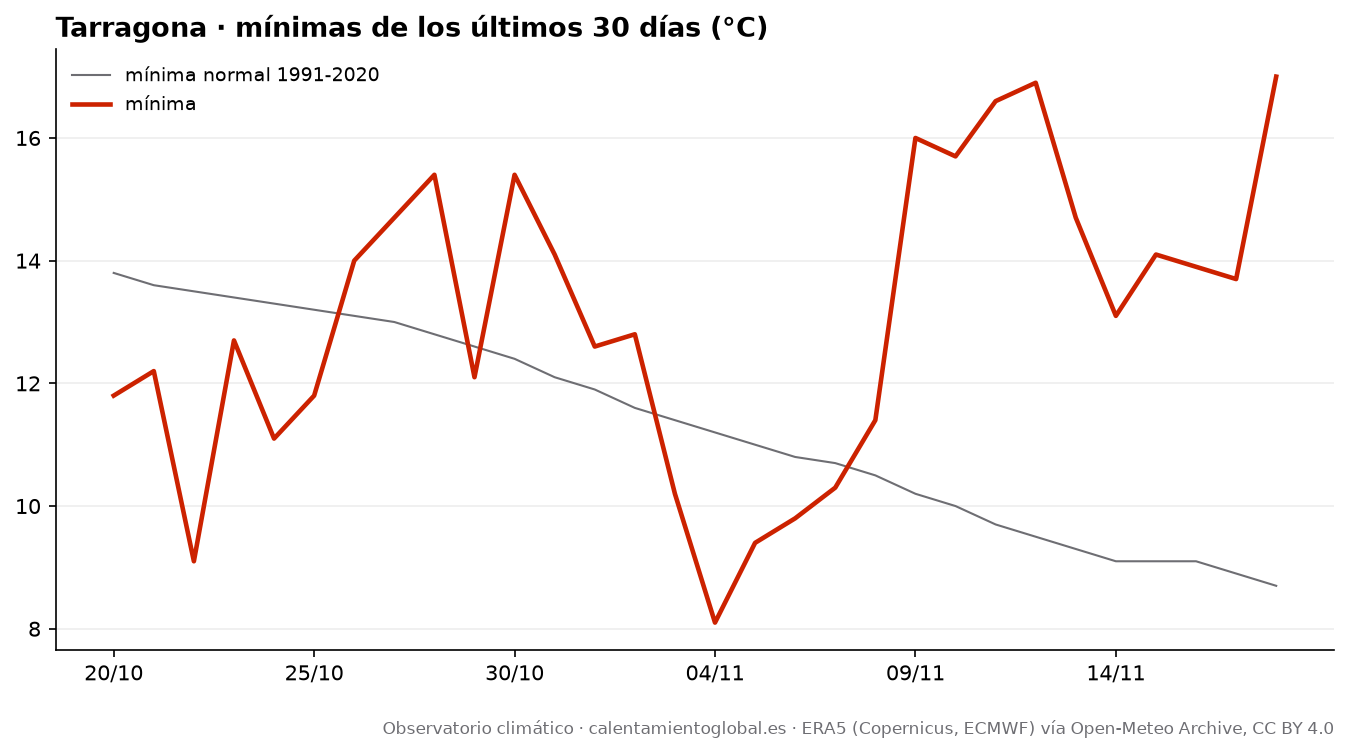 Tarragona · mínimas de los últimos 30 días (°C)
mínima normal 1991-2020
mínima
16
14
12
10
8
20/10
25/10
30/10
04/11
09/11
14/11
Observatorio climático · calentamientoglobal.es · ERA5 (Copernicus, ECMWF) vía Open-Meteo Archive, CC BY 4.0